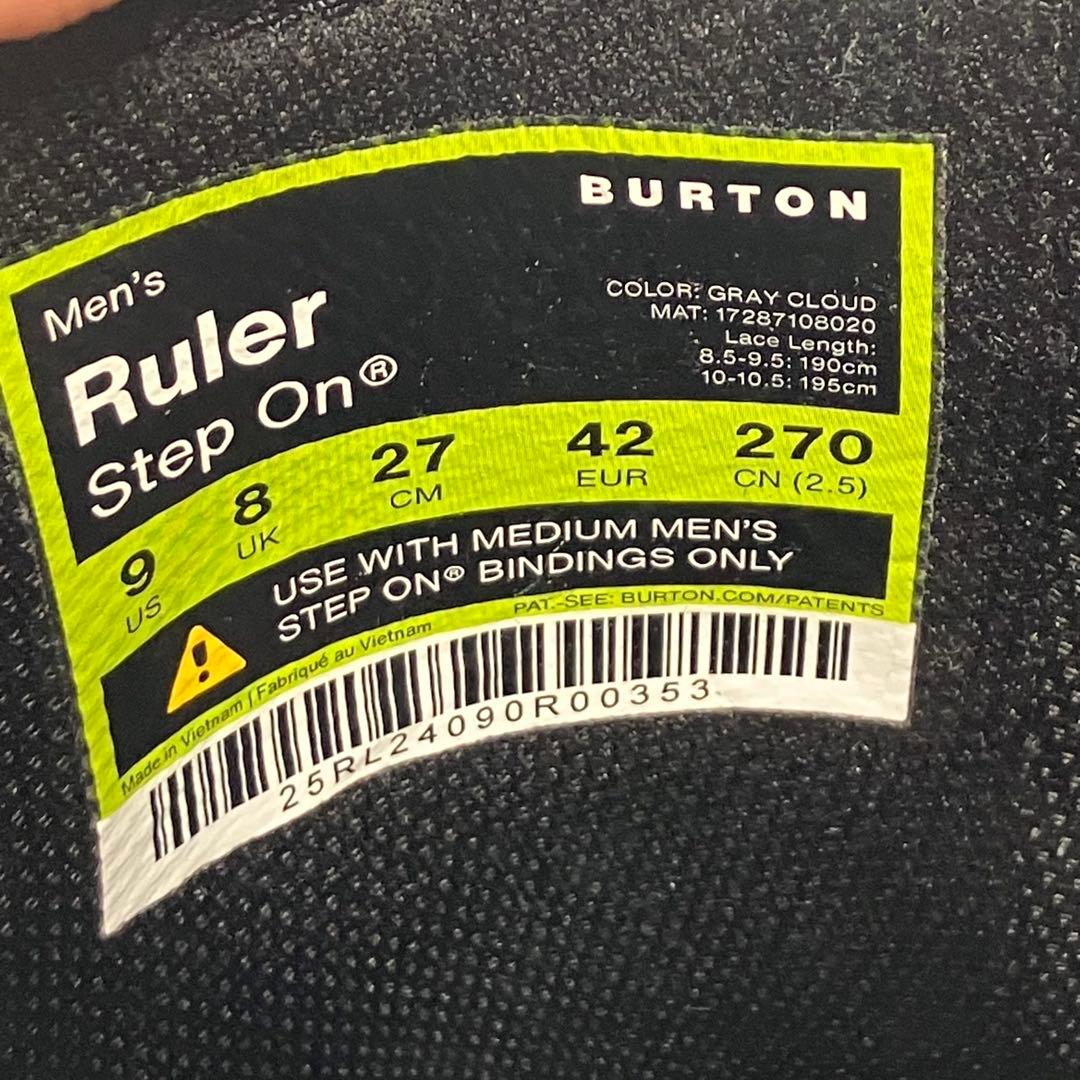 BURTON
Men's
Ruler
Step On®
COLOR: GRAY CLOUD
MAT: 17287108020
Lace Length:
8.5-9.5: 190cm
10-10.5: 195cm
9 8 27 42 270
US UK CM EUR CN (2.5)
USE WITH MEDIUM MEN'S
STEP ON® BINDINGS ONLY
PAT.-SEE: BURTON.COM/PATENTS
Made in Vietnam | Fabriqué au Vietnam
25RL24090R00353